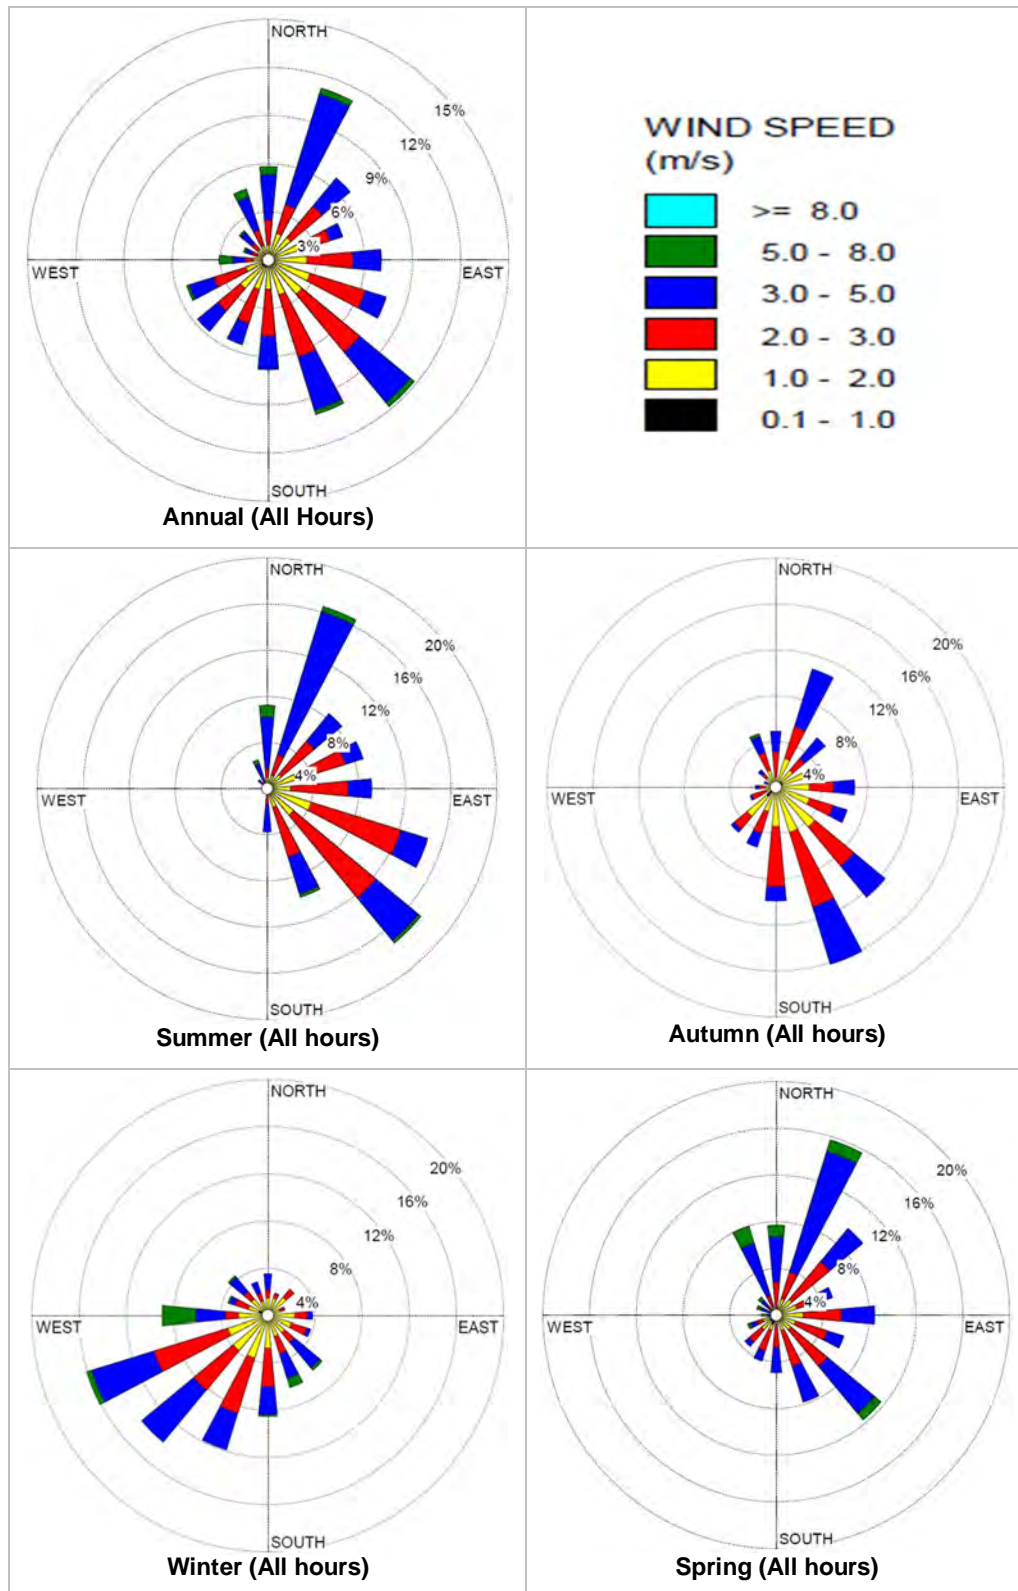 NORTH
15%
12%
9%
6%
3%
WEST
EAST
SOUTH
Annual (All Hours)
WIND SPEED
(m/s)
>= 8.0
5.0 - 8.0
3.0 - 5.0
2.0 - 3.0
1.0 - 2.0
0.1 - 1.0
NORTH
20%
16%
12%
8%
4%
WEST
EAST
SOUTH
Summer (All hours)
NORTH
20%
16%
12%
8%
4%
WEST
EAST
SOUTH
Autumn (All hours)
NORTH
20%
16%
12%
8%
4%
WEST
EAST
SOUTH
Winter (All hours)
NORTH
20%
16%
12%
8%
4%
WEST
EAST
SOUTH
Spring (All hours)